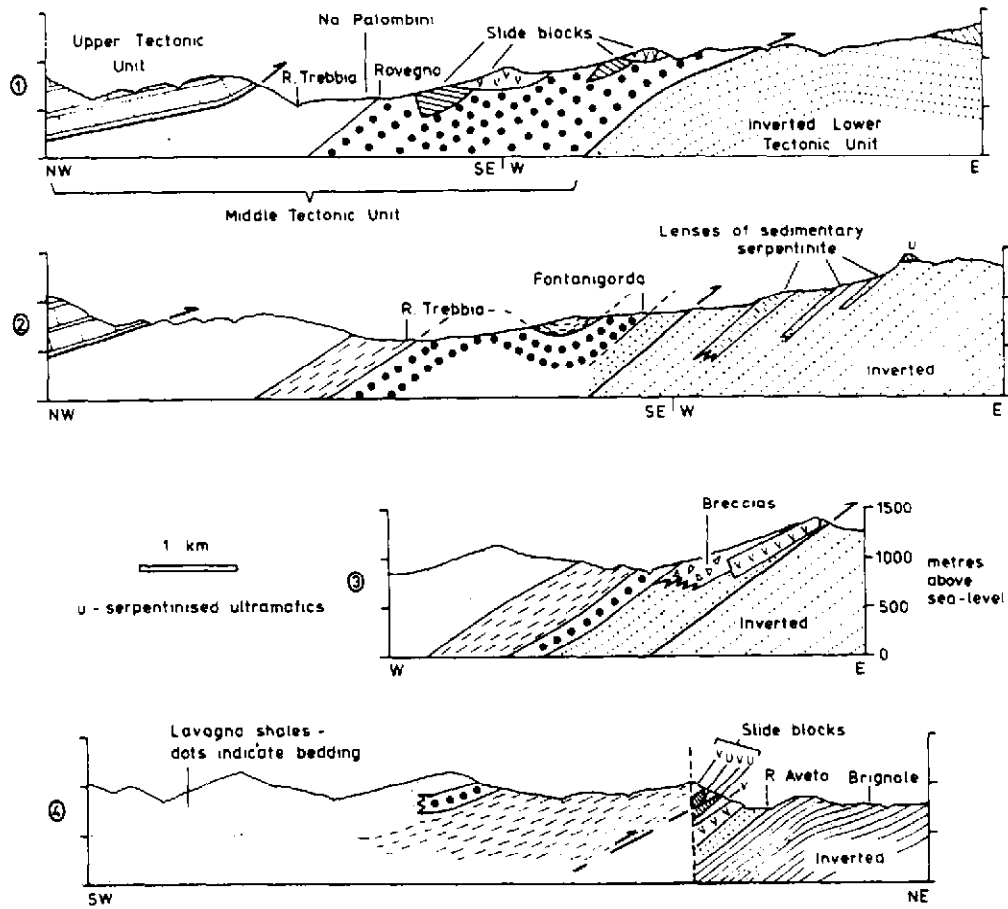 Na Palombini
Slide blocks
Upper Tectonic
Unit
R. Trebbia
Rovegno
V V V
V V
①
Inverted Lower
Tectonic Unit
NW
SE W
E
Middle Tectonic Unit
Lenses of sedimentary
serpentinite
U
Fontanigorda
R. Trebbia
②
Inverted
NW
SE W
E
Breccias
1500
1 km
③
1000
metres
above
sea-level
u - serpentinised ultramafics
500
V V V V V V
Inverted
0
W
E
Lavagna shales -
dots indicate bedding
Slide blocks
V U V U
R Aveto
Brignale
④
V
V V V
Inverted
SW
NE